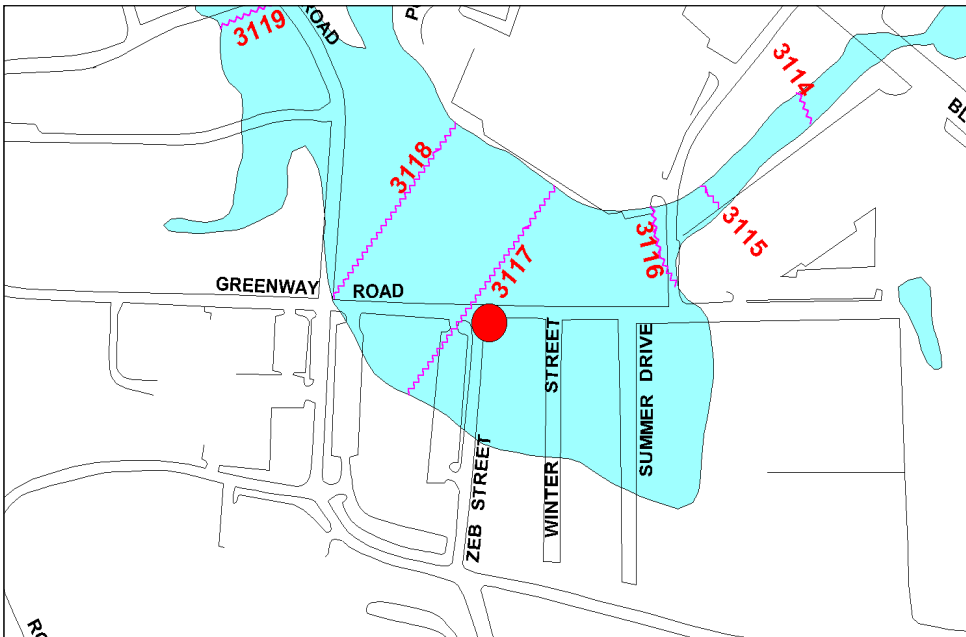 3119
ROAD
3114
3118
3115
3116
3117
GREENWAY ROAD
WINTER STREET
SUMMER DRIVE
ZEB STREET